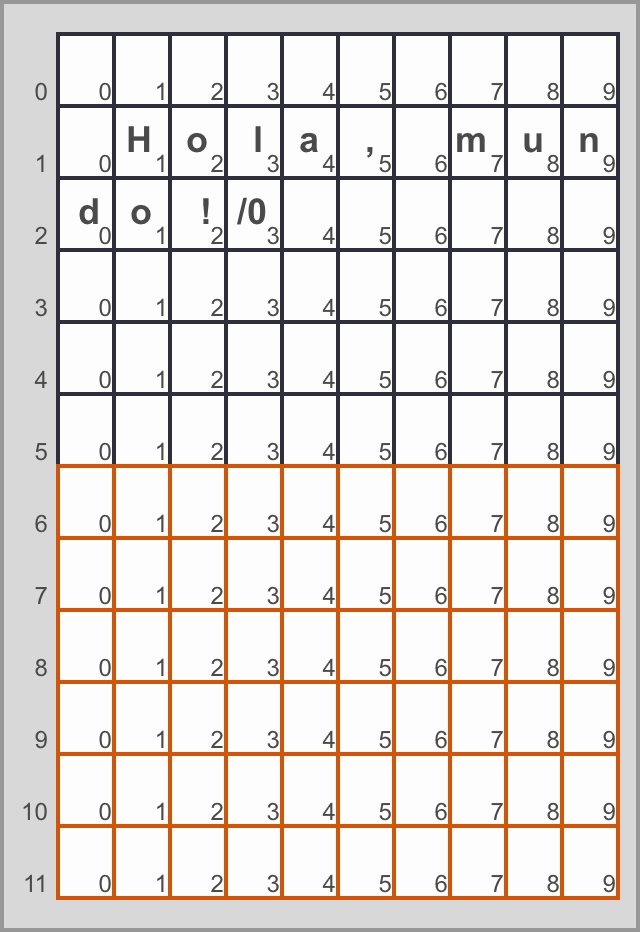 0 0 1 2 3 4 5 6 7 8 9
1 0 H 1 o 2 l 3 a 4 , 5 6 m 7 u 8 n 9
2 d 0 o 1 ! 2 /0 3 4 5 6 7 8 9
3 0 1 2 3 4 5 6 7 8 9
4 0 1 2 3 4 5 6 7 8 9
5 0 1 2 3 4 5 6 7 8 9
6 0 1 2 3 4 5 6 7 8 9
7 0 1 2 3 4 5 6 7 8 9
8 0 1 2 3 4 5 6 7 8 9
9 0 1 2 3 4 5 6 7 8 9
10 0 1 2 3 4 5 6 7 8 9
11 0 1 2 3 4 5 6 7 8 9